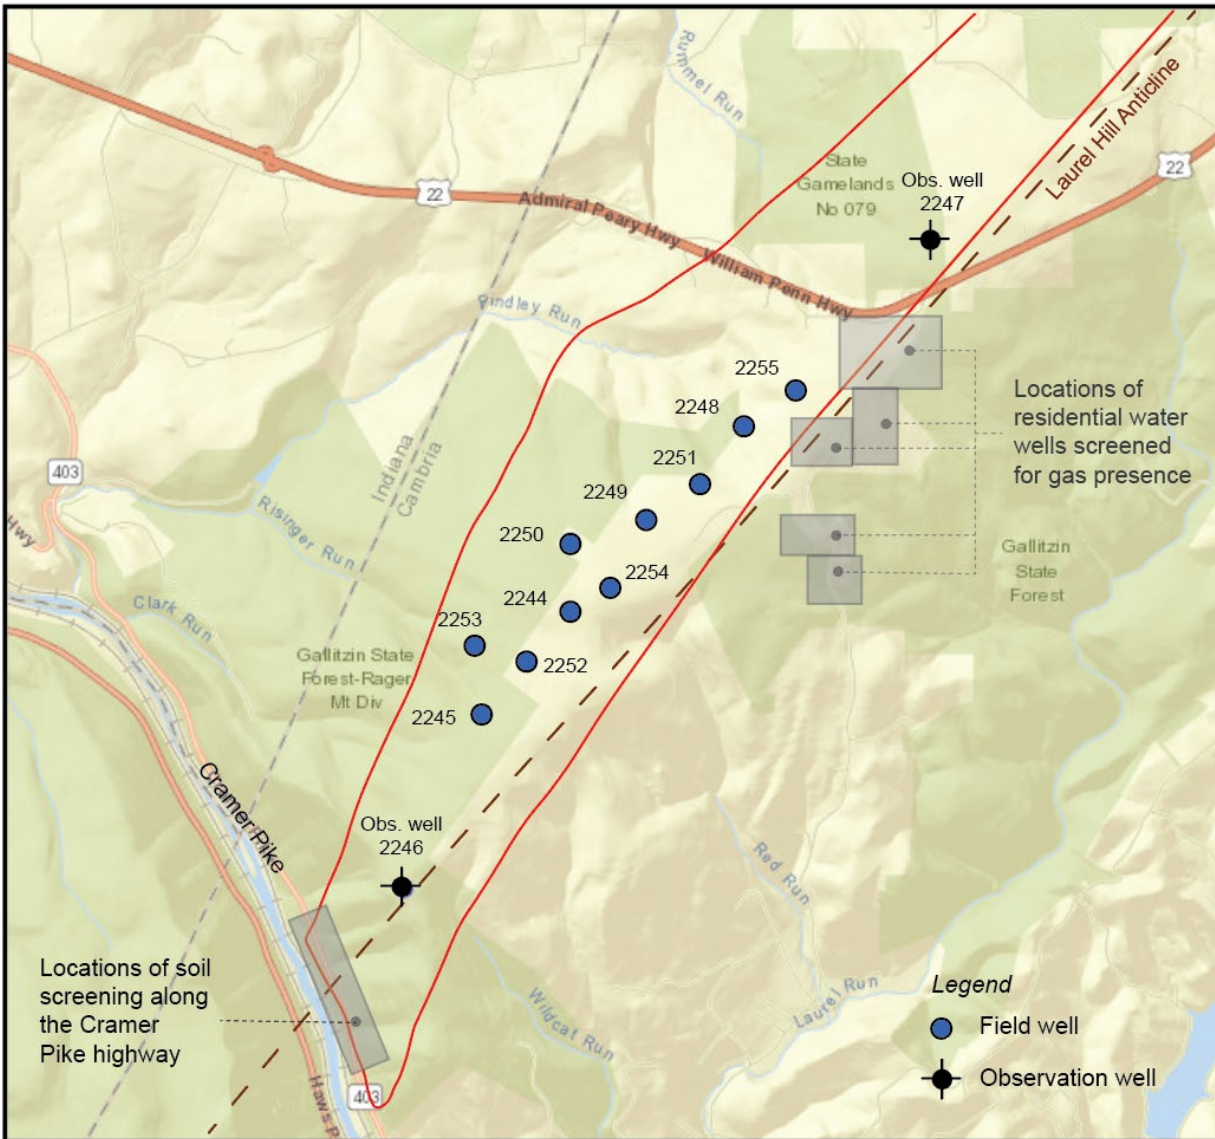 Rummel Run
Laurel Hill Anticline
22
State
Gamelands
No 079
Obs. well
2247
22
Admiral Peary Hwy
William Penn Hwy
Findley Run
2255
2248
2251
2249
2250
2254
2244
2253
2252
2245
Locations of
residential water
wells screened
for gas presence
Indiana
Cambria
403
Hwy
Risinger Run
Clark Run
Gallitzin
State
Forest
Gallitzin State
Forest-Rager
Mt Div
Cramer Pike
Obs. well
2246
Red Run
Laurel Run
Wildcat Run
Locations of soil
screening along
the Cramer
Pike highway
403
Haws P
Legend
Field well
Observation well